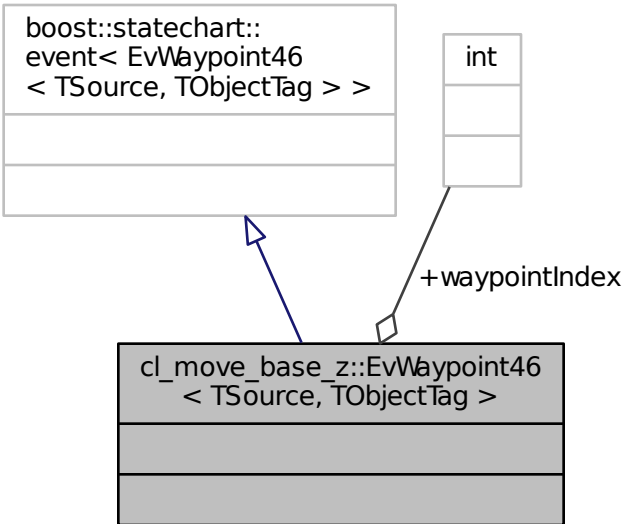 boost::statechart::
event< EvWaypoint46
< TSource, TObjectTag > >
int
+waypointIndex
cl_move_base_z::EvWaypoint46
< TSource, TObjectTag >